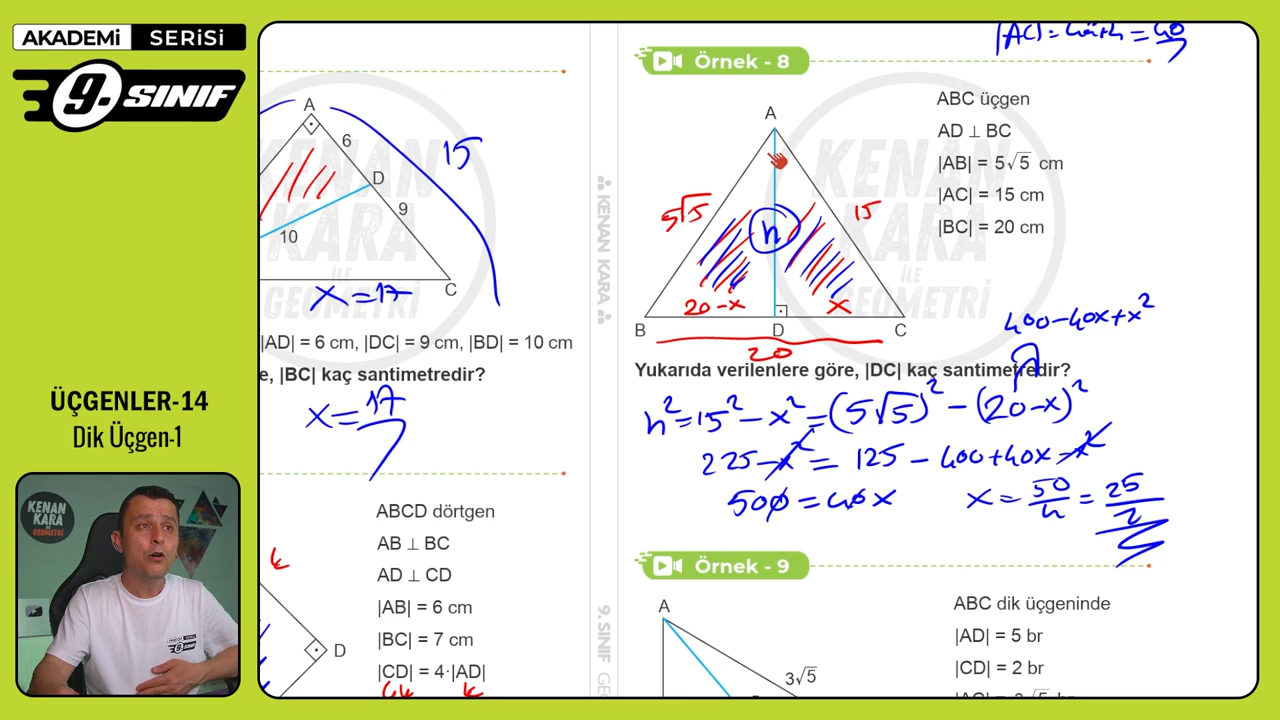 AKADEMİ SERİSİ
9. SINIF
ÜÇGENLER-14
Dik Üçgen-1
KENAN KARA İLE GEOMETRİ
A
6
15
D
9
10
C
x=17
|AD| = 6 cm, |DC| = 9 cm, |BD| = 10 cm
e, |BC| kaç santimetredir?
x=17
ABCD dörtgen
AB ⊥ BC
AD ⊥ CD
|AB| = 6 cm
|BC| = 7 cm
|CD| = 4·|AD|
4k k
k
D
KENAN KARA
9. SINIF GE
Örnek - 8
ABC üçgen
AD ⊥ BC
|AB| = 5√5 cm
|AC| = 15 cm
|BC| = 20 cm
A
5√5
15
h
20-x
x
B
D
C
20
400-40x+x²
Yukarıda verilenlere göre, |DC| kaç santimetredir?
h²=15²-x²=(5√5)²-(20-x)²
225-x²=125-400+40x-x²
500=40x x=50/4=25/2
Örnek - 9
A
3√5
ABC dik üçgeninde
|AD| = 5 br
|CD| = 2 br